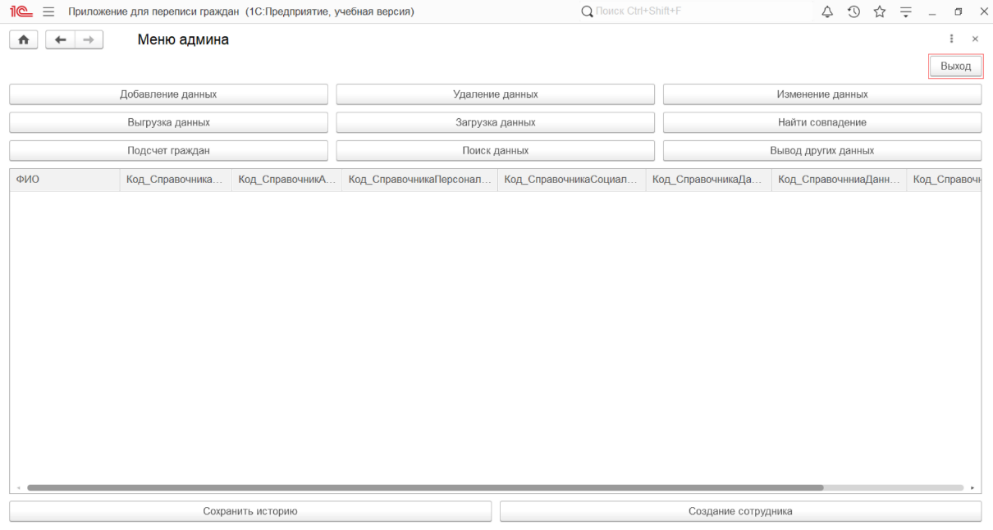 1С Приложение для переписи граждан (1С:Предприятие, учебная версия) Поиск Ctrl+Shift+F
Меню админа
Выход
Добавление данных Удаление данных Изменение данных
Выгрузка данных Загрузка данных Найти совпадение
Подсчет граждан Поиск данных Вывод других данных
ФИО Код_Справочника... Код_СправочникА... Код_СправочникаПерсонал... Код_СправочникаСоциал... Код_СправочникаДа... Код_СправочнниаДанн... Код_Справочн
Сохранить историю Создание сотрудника